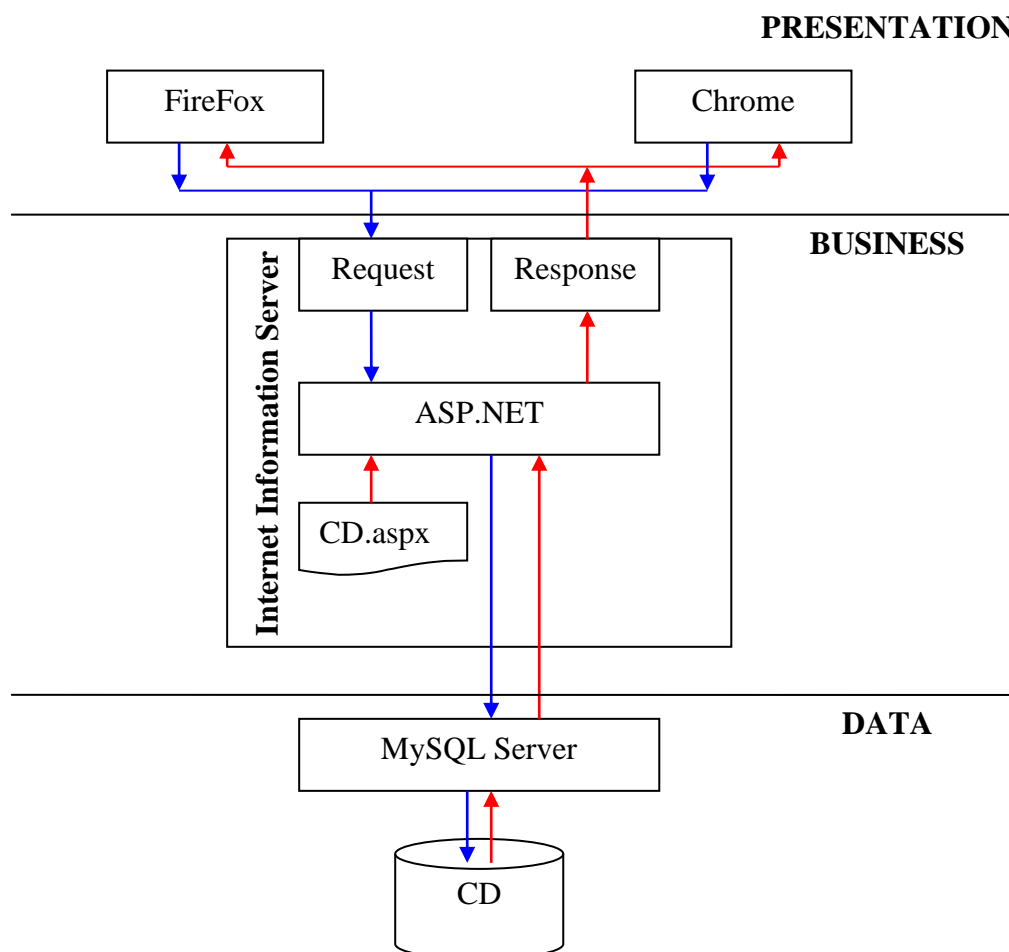 PRESENTATION
FireFox
Chrome
BUSINESS
Internet Information Server
Request
Response
ASP.NET
CD.aspx
DATA
MySQL Server
CD